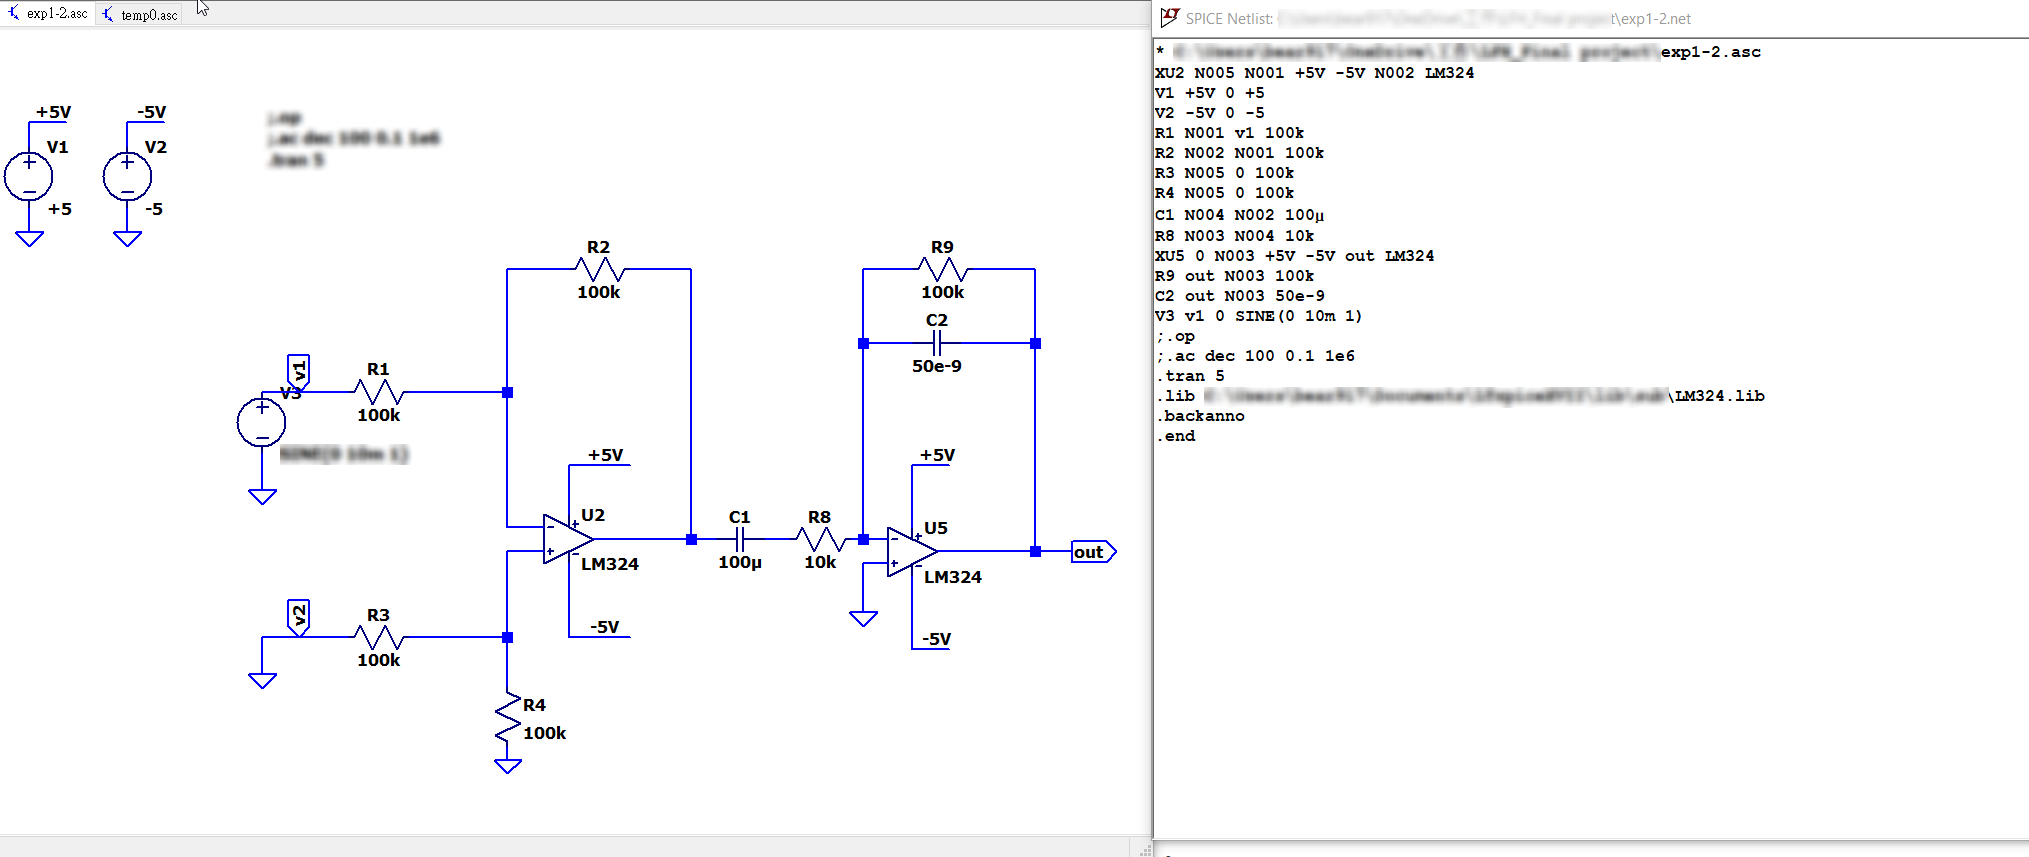 exp1-2.asc
temp0.asc
+5V
-5V
V1
V2
+5
-5
R2
100k
R9
100k
C2
50e-9
v1
V3
R1
100k
+5V
U2
LM324
-5V
C1
100µ
R8
10k
+5V
U5
LM324
-5V
out
v2
R3
100k
R4
100k
SPICE Netlist:
t\exp1-2.net
*
exp1-2.asc
XU2 N005 N001 +5V -5V N002 LM324
V1 +5V 0 +5
V2 -5V 0 -5
R1 N001 v1 100k
R2 N002 N001 100k
R3 N005 0 100k
R4 N005 0 100k
C1 N004 N002 100µ
R8 N003 N004 10k
XU5 0 N003 +5V -5V out LM324
R9 out N003 100k
C2 out N003 50e-9
V3 v1 0 SINE(0 10m 1)
;.op
;.ac dec 100 0.1 1e6
.tran 5
.lib
\LM324.lib
.backanno
.end